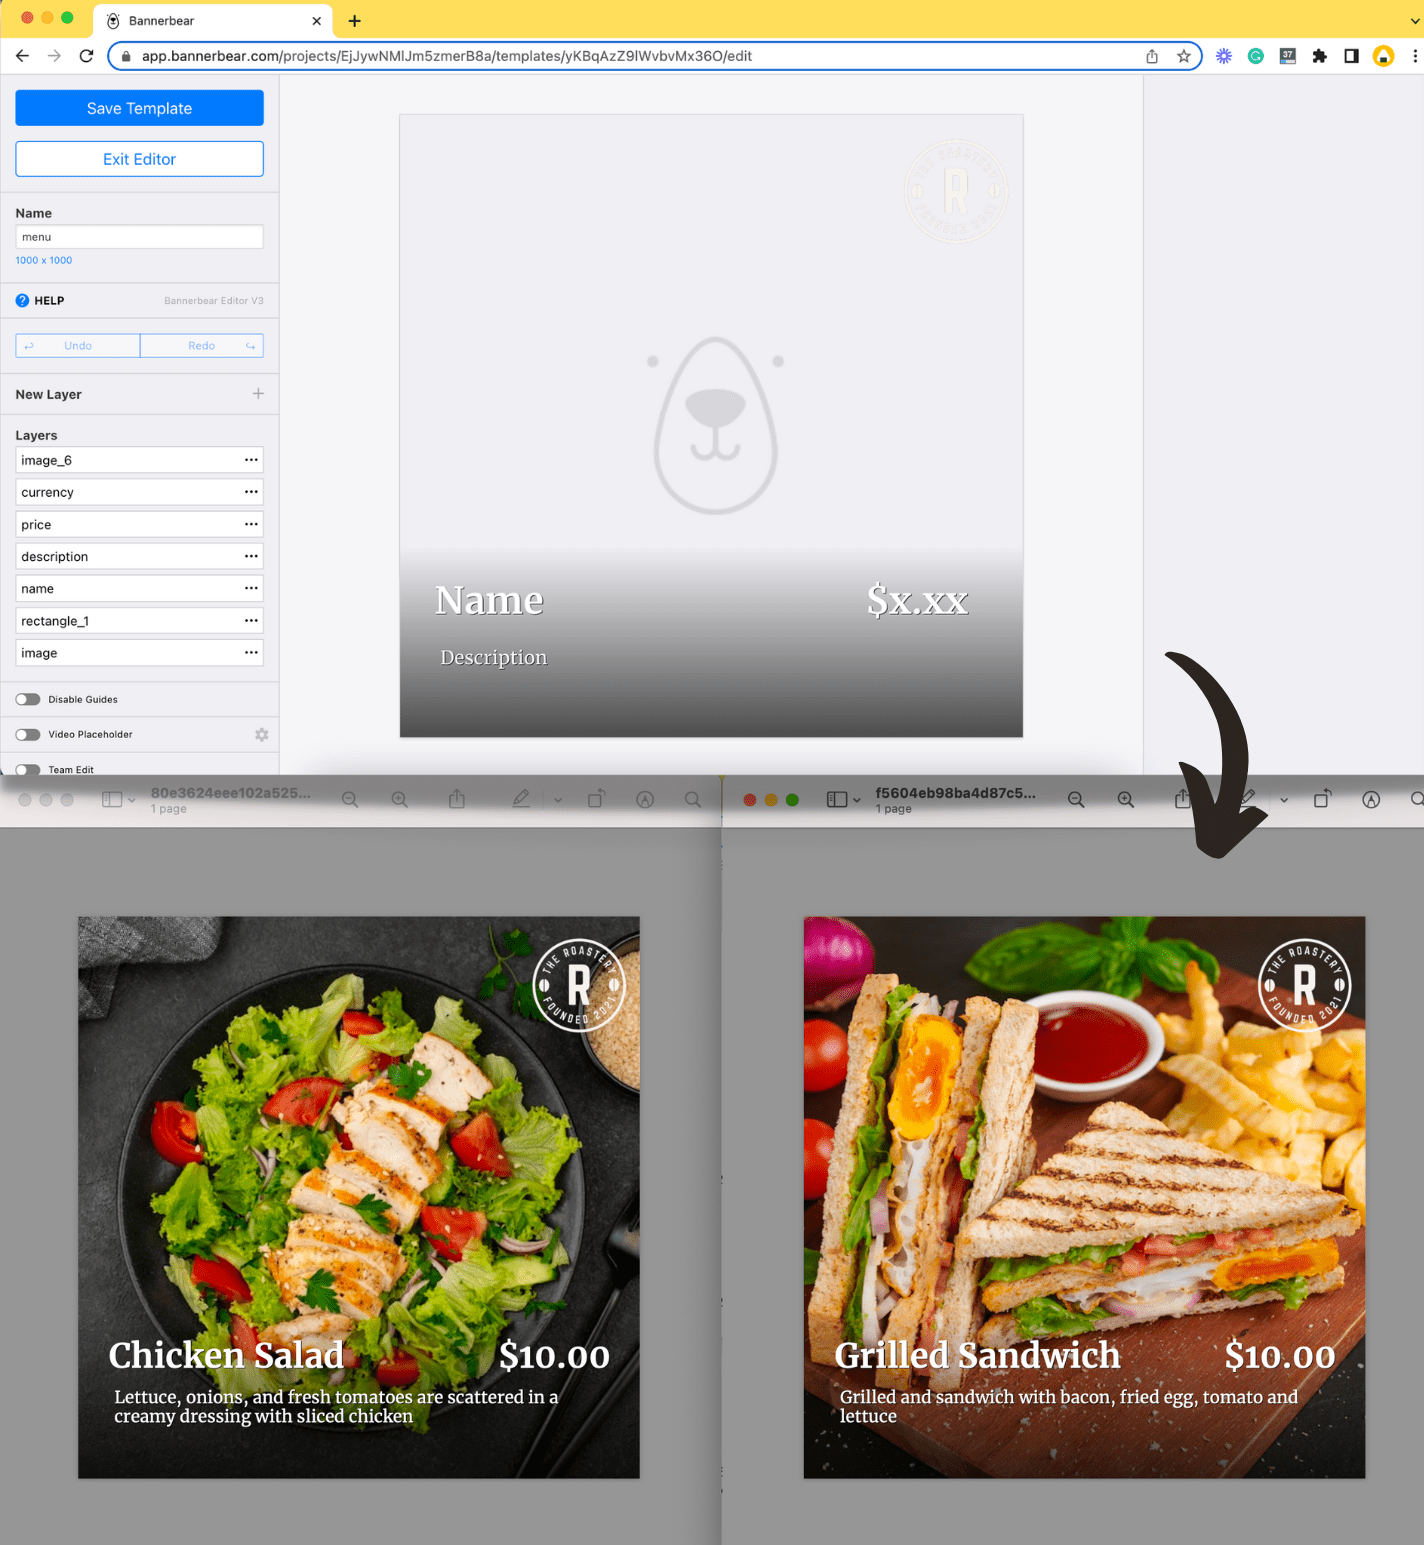 Bannerbear
app.bannerbear.com/projects/EjJywNMlJm5zmerB8a/templates/yKBqAzZ9lWvbvMx36O/edit
37
Save Template
Exit Editor
Name
menu
1000 x 1000
? HELP
Bannerbear Editor V3
Undo
Redo
New Layer
Layers
image_6
currency
price
description
name
rectangle_1
image
Disable Guides
Video Placeholder
Team Edit
THE ROASTERY
R
FOUNDED 2021
Name
$x.xx
Description
80e3624eee102a525...
1 page
f5604eb98ba4d87c5...
1 page
THE ROASTERY
R
FOUNDED 2021
Chicken Salad
$10.00
Lettuce, onions, and fresh tomatoes are scattered in a
creamy dressing with sliced chicken
THE ROASTERY
R
FOUNDED 2021
Grilled Sandwich
$10.00
Grilled and sandwich with bacon, fried egg, tomato and
lettuce